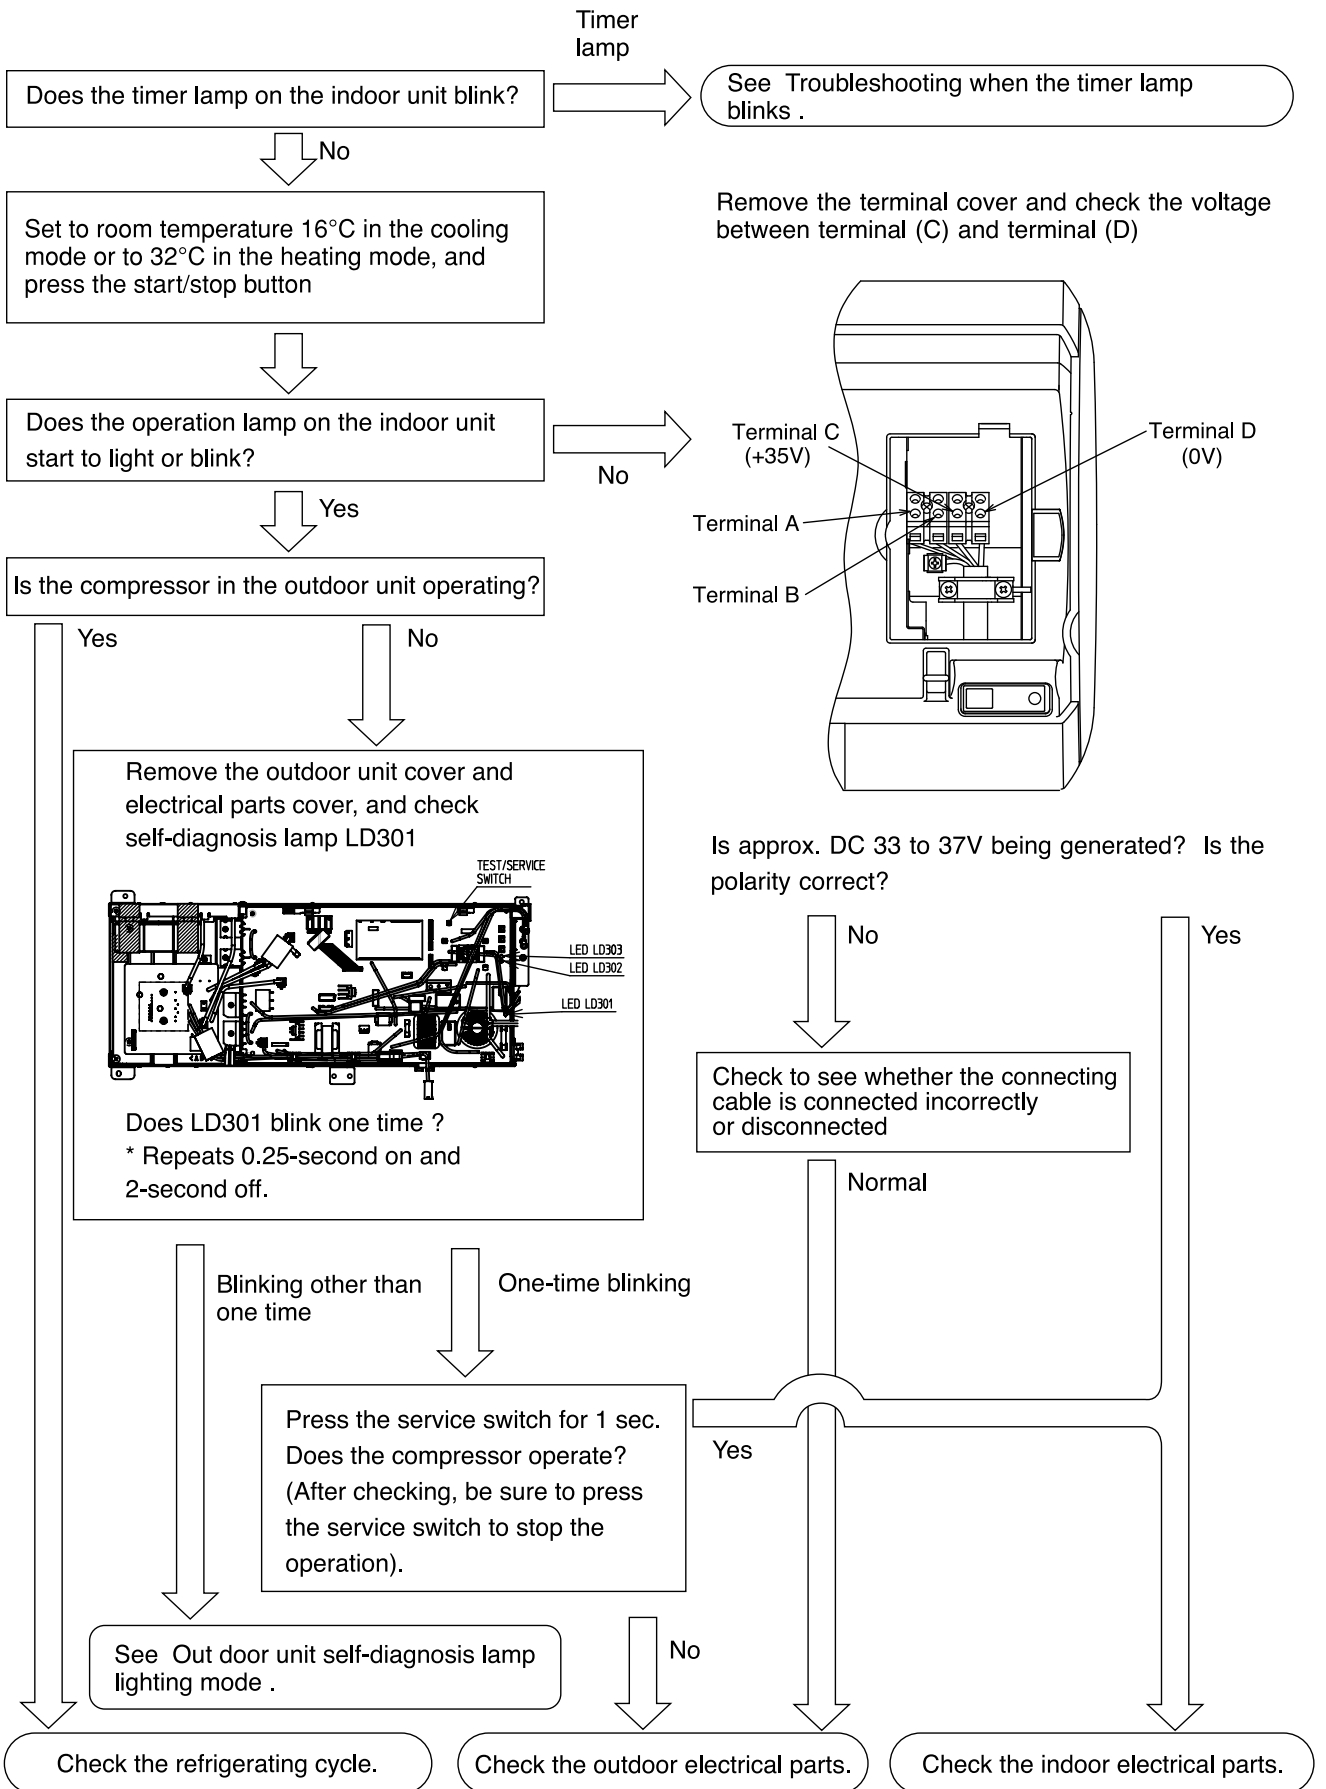 Timer
lamp
Does the timer lamp on the indoor unit blink?
See Troubleshooting when the timer lamp
blinks .
No
Set to room temperature 16°C in the cooling
mode or to 32°C in the heating mode, and
press the start/stop button
Remove the terminal cover and check the voltage
between terminal (C) and terminal (D)
Does the operation lamp on the indoor unit
start to light or blink?
No
Yes
Terminal C
(+35V)
Terminal D
(0V)
Terminal A
Terminal B
Is the compressor in the outdoor unit operating?
Yes
No
Remove the outdoor unit cover and
electrical parts cover, and check
self-diagnosis lamp LD301
TEST/SERVICE
SWITCH
LED LD303
LED LD302
LED LD301
Does LD301 blink one time ?
* Repeats 0.25-second on and
2-second off.
Is approx. DC 33 to 37V being generated? Is the
polarity correct?
No
Yes
Check to see whether the connecting
cable is connected incorrectly
or disconnected
Normal
Blinking other than
one time
One-time blinking
Press the service switch for 1 sec.
Does the compressor operate?
(After checking, be sure to press
the service switch to stop the
operation).
Yes
No
See Out door unit self-diagnosis lamp
lighting mode .
Check the refrigerating cycle.
Check the outdoor electrical parts.
Check the indoor electrical parts.